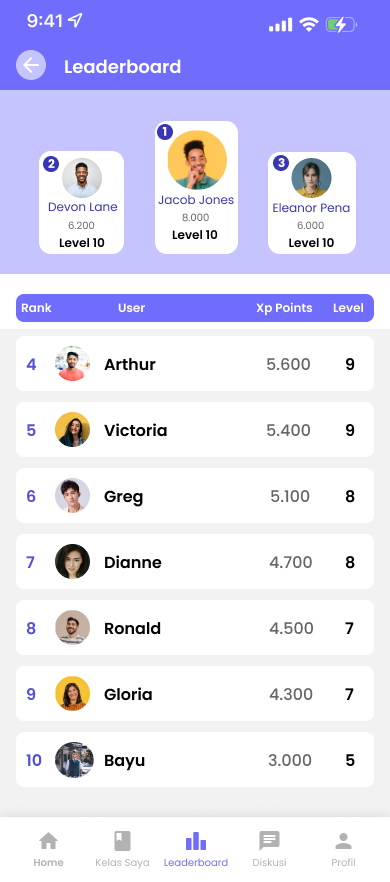 9:41
Leaderboard
1
2
3
Jacob Jones
8.000
Level 10
Devon Lane
6.200
Level 10
Eleanor Pena
6.000
Level 10
Rank User Xp Points Level
4 Arthur 5.600 9
5 Victoria 5.400 9
6 Greg 5.100 8
7 Dianne 4.700 8
8 Ronald 4.500 7
9 Gloria 4.300 7
10 Bayu 3.000 5
Home Kelas Saya Leaderboard Diskusi Profil